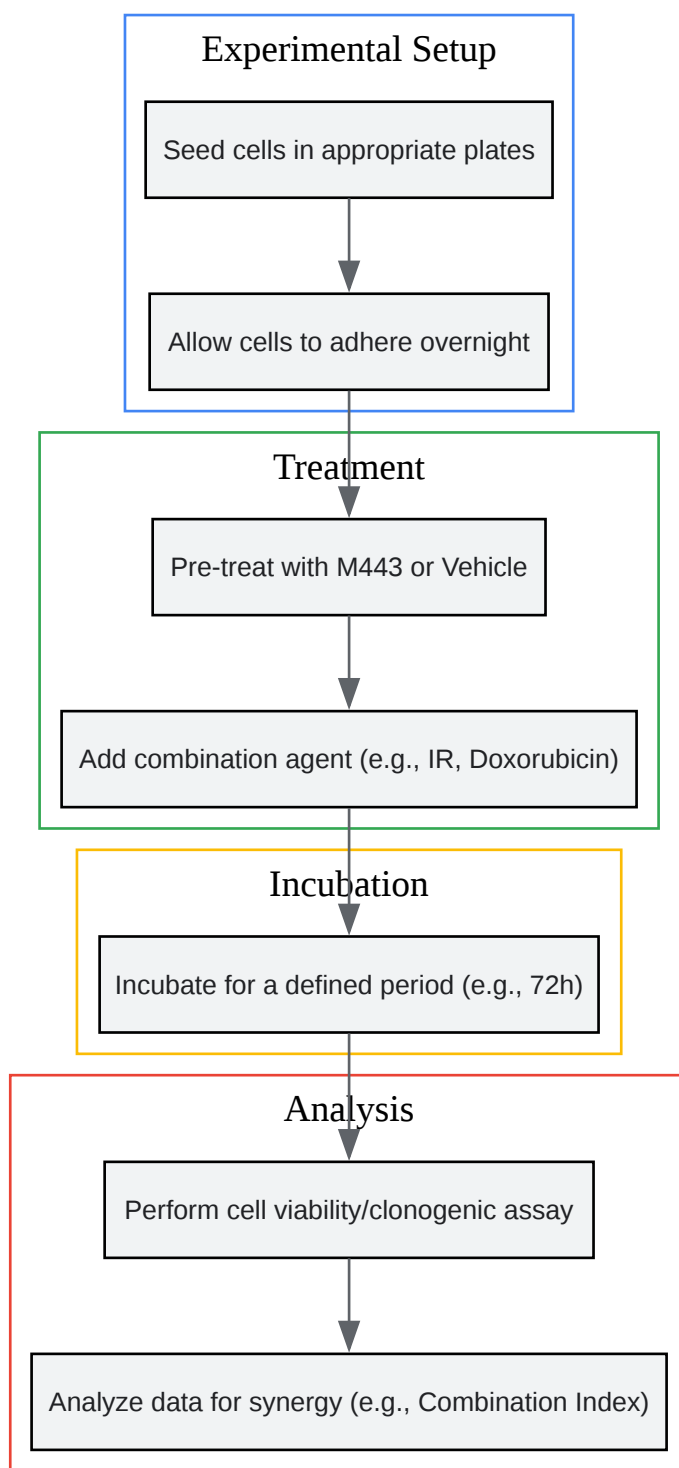 Experimental Setup
Seed cells in appropriate plates
Allow cells to adhere overnight
Treatment
Pre-treat with M443 or Vehicle
Add combination agent (e.g., IR, Doxorubicin)
Incubation
Incubate for a defined period (e.g., 72h)
Analysis
Perform cell viability/clonogenic assay
Analyze data for synergy (e.g., Combination Index)